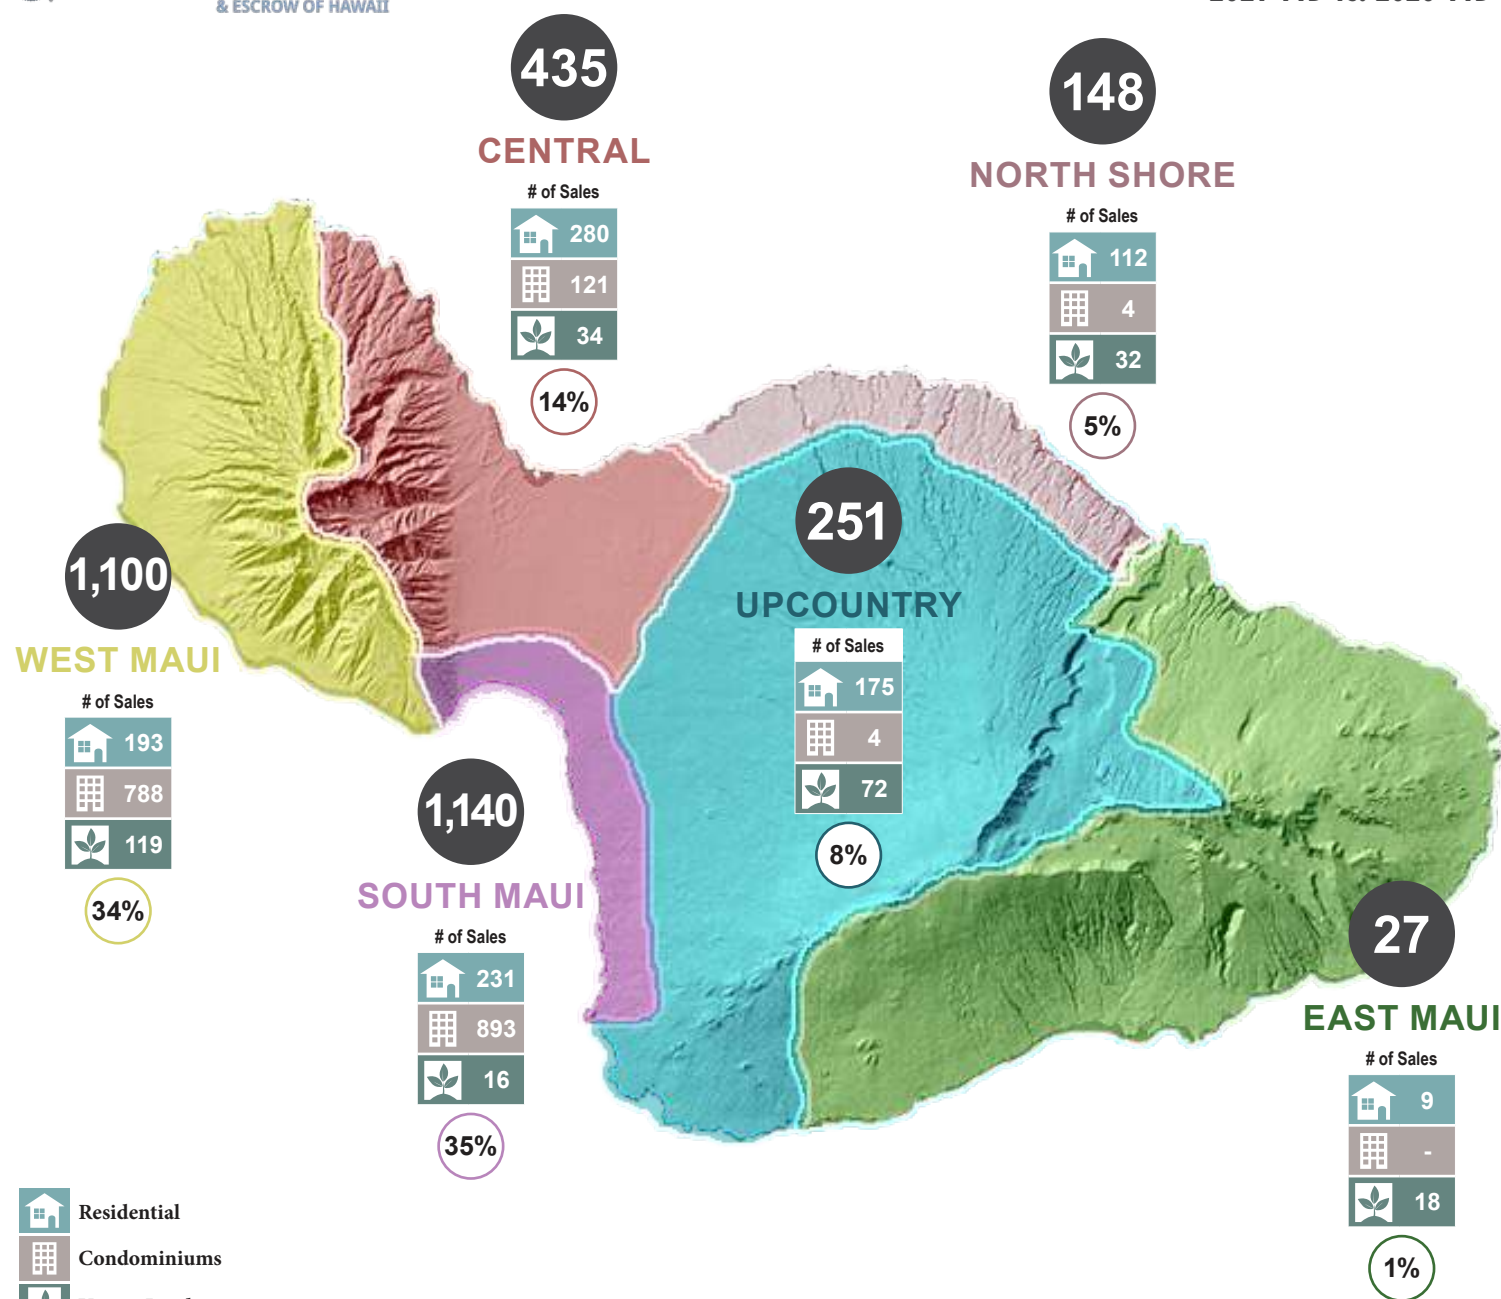 & ESCROW OF HAWAII
435
CENTRAL
# of Sales
280
121
34
14%
148
NORTH SHORE
# of Sales
112
4
32
5%
1,100
WEST MAUI
# of Sales
193
788
119
34%
251
UPCOUNTRY
# of Sales
175
4
72
8%
1,140
SOUTH MAUI
# of Sales
231
893
16
35%
27
EAST MAUI
# of Sales
9
-
18
1%
Residential
Condominiums